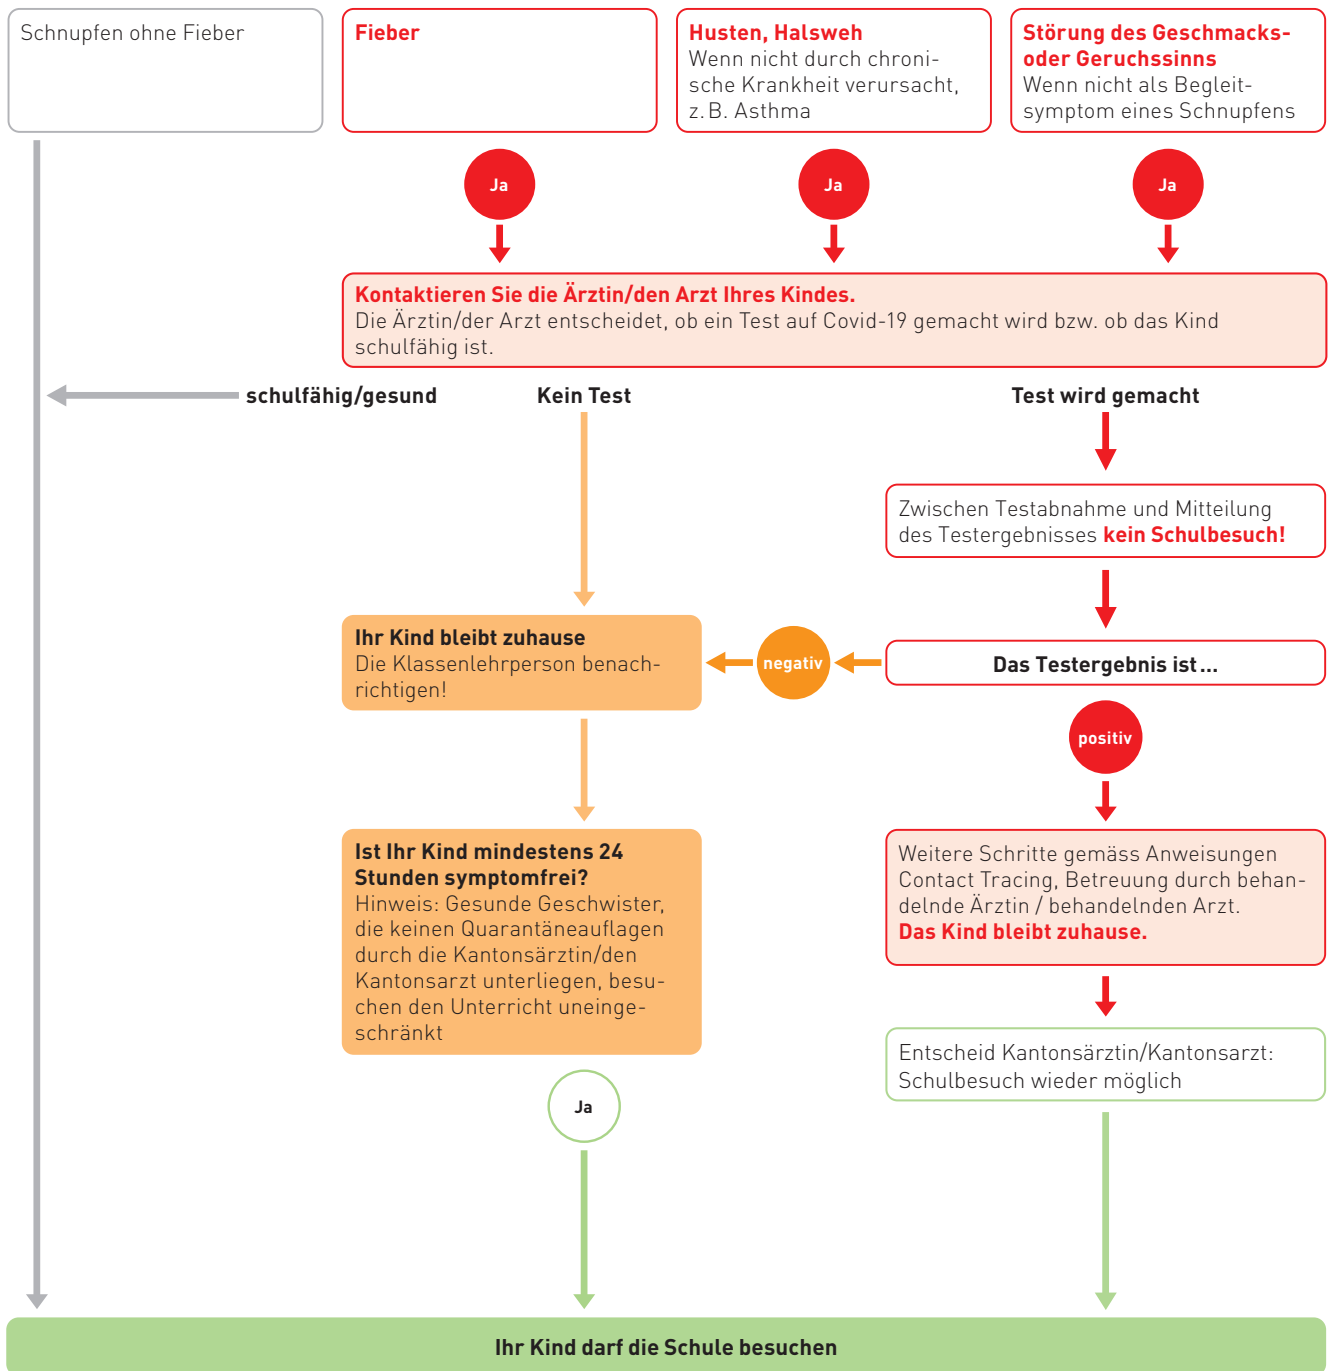 Schnupfen ohne Fieber
Fieber
Husten, Halsweh
Wenn nicht durch chroni-
sche Krankheit verursacht,
z. B. Asthma
Störung des Geschmacks-
oder Geruchssinns
Wenn nicht als Begleit-
symptom eines Schnupfens
Ja
Ja
Ja
Kontaktieren Sie die Ärztin/den Arzt Ihres Kindes.
Die Ärztin/der Arzt entscheidet, ob ein Test auf Covid-19 gemacht wird bzw. ob das Kind
schulfähig ist.
schulfähig/gesund
Kein Test
Test wird gemacht
Zwischen Testabnahme und Mitteilung
des Testergebnisses kein Schulbesuch!
Ihr Kind bleibt zuhause
Die Klassenlehrperson benach-
richtigen!
negativ
Das Testergebnis ist ...
positiv
Ist Ihr Kind mindestens 24
Stunden symptomfrei?
Hinweis: Gesunde Geschwister,
die keinen Quarantäneauflagen
durch die Kantonsärztin/den
Kantonsarzt unterliegen, besu-
chen den Unterricht uneinge-
schränkt
Weitere Schritte gemäss Anweisungen
Contact Tracing, Betreuung durch behan-
delnde Ärztin / behandelnden Arzt.
Das Kind bleibt zuhause.
Entscheid Kantonsärztin/Kantonsarzt:
Schulbesuch wieder möglich
Ja
Ihr Kind darf die Schule besuchen